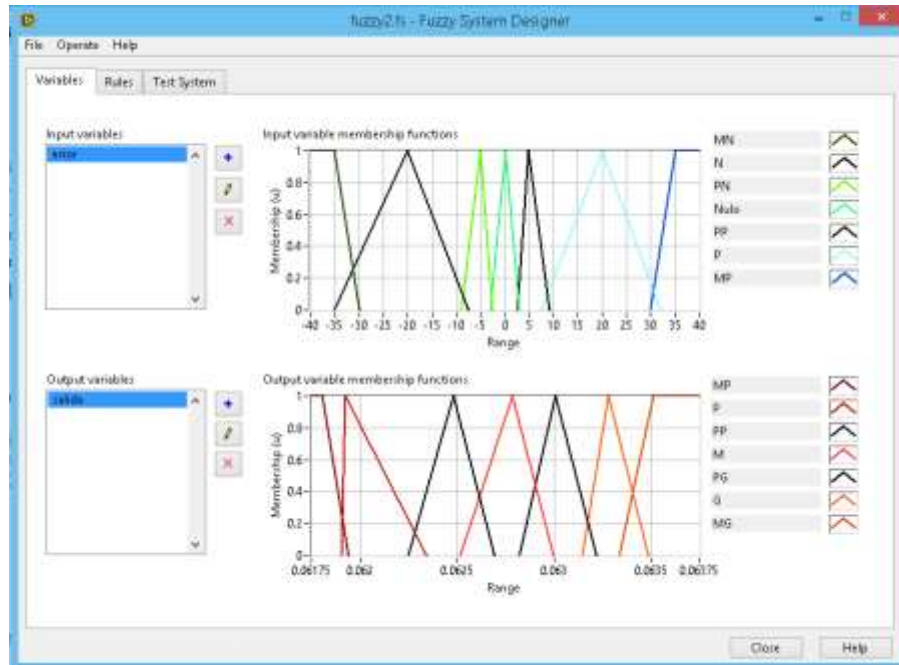 fuzzy2.fs - Fuzzy System Designer
File Operate Help
Variables Rules Test System
Input variables
error
Input variable membership functions
Membership (u)
1
0.8
0.6
0.4
0.2
0
-40 -35 -30 -25 -20 -15 -10 -5 0 5 10 15 20 25 30 35 40
Range
MN
N
PN
Nulo
PP
P
MP
Output variables
salida
Output variable membership functions
Membership (u)
1
0.8
0.6
0.4
0.2
0
0.06175 0.062 0.0625 0.063 0.0635 0.06375
Range
MP
P
PP
M
PG
G
MG
Close Help